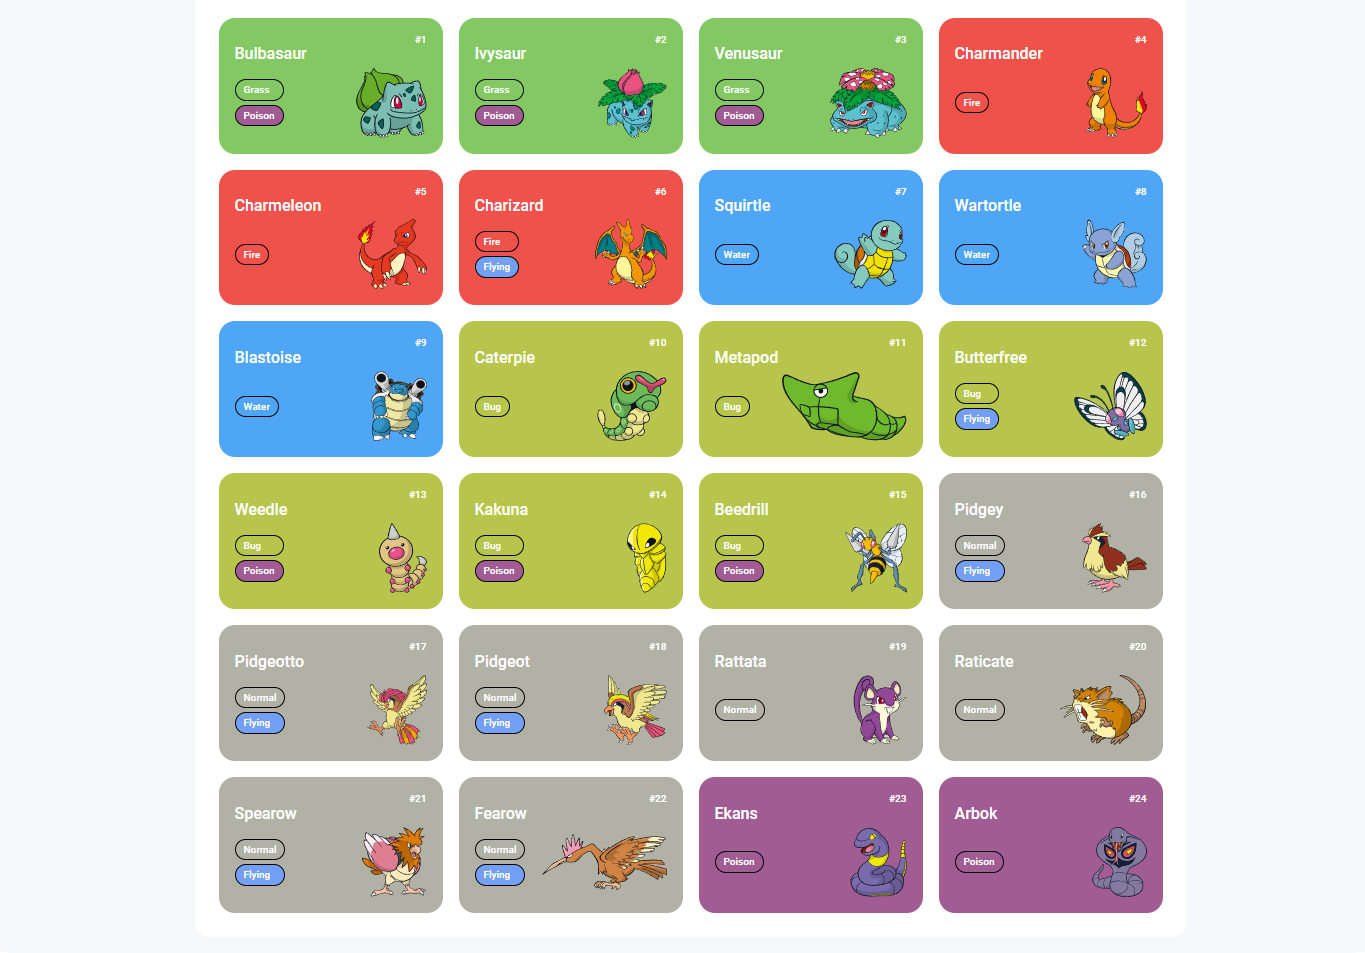 #1
Bulbasaur
Grass
Poison
#2
Ivysaur
Grass
Poison
#3
Venusaur
Grass
Poison
#4
Charmander
Fire
#5
Charmeleon
Fire
#6
Charizard
Fire
Flying
#7
Squirtle
Water
#8
Wartortle
Water
#9
Blastoise
Water
#10
Caterpie
Bug
#11
Metapod
Bug
#12
Butterfree
Bug
Flying
#13
Weedle
Bug
Poison
#14
Kakuna
Bug
Poison
#15
Beedrill
Bug
Poison
#16
Pidgey
Normal
Flying
#17
Pidgeotto
Normal
Flying
#18
Pidgeot
Normal
Flying
#19
Rattata
Normal
#20
Raticate
Normal
#21
Spearow
Normal
Flying
#22
Fearow
Normal
Flying
#23
Ekans
Poison
#24
Arbok
Poison